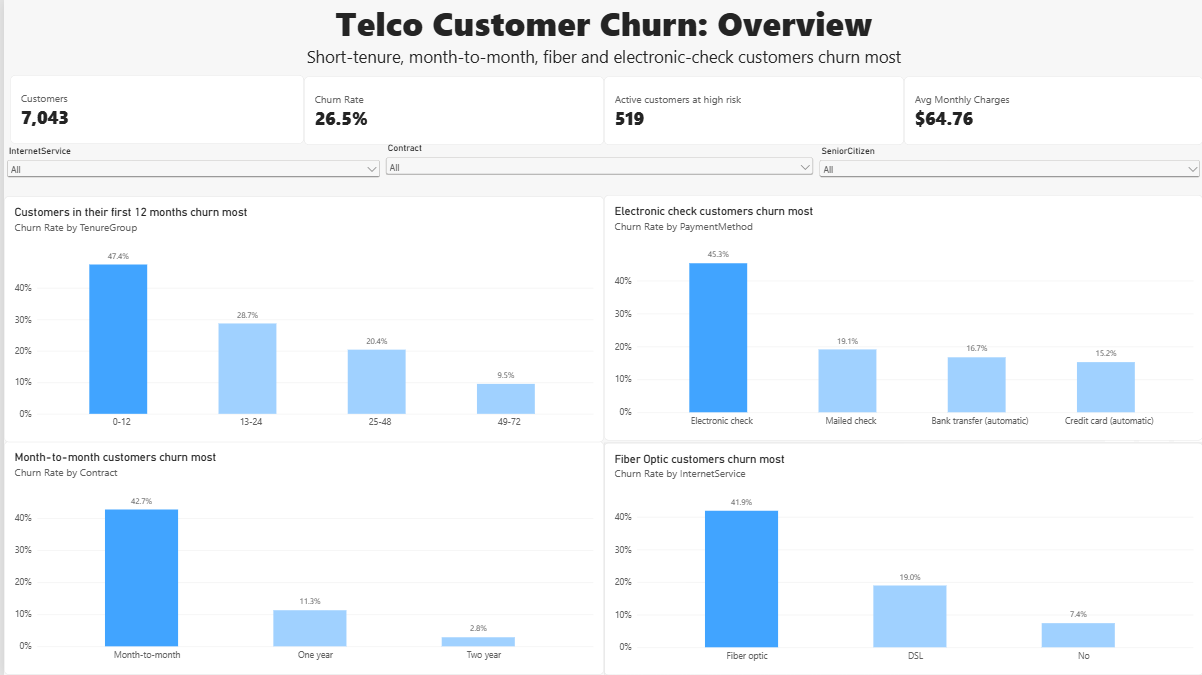 Telco Customer Churn: Overview
Short-tenure, month-to-month, fiber and electronic-check customers churn most
Customers
7,043
Churn Rate
26.5%
Active customers at high risk
519
Avg Monthly Charges
$64.76
InternetService
All
Contract
All
SeniorCitizen
All
Customers in their first 12 months churn most
Churn Rate by TenureGroup
47.4%
28.7%
20.4%
9.5%
40%
30%
20%
10%
0%
0-12
13-24
25-48
49-72
Electronic check customers churn most
Churn Rate by PaymentMethod
45.3%
19.1%
16.7%
15.2%
40%
30%
20%
10%
0%
Electronic check
Mailed check
Bank transfer (automatic)
Credit card (automatic)
Month-to-month customers churn most
Churn Rate by Contract
42.7%
11.3%
2.8%
40%
30%
20%
10%
0%
Month-to-month
One year
Two year
Fiber Optic customers churn most
Churn Rate by InternetService
41.9%
19.0%
7.4%
40%
30%
20%
10%
0%
Fiber optic
DSL
No